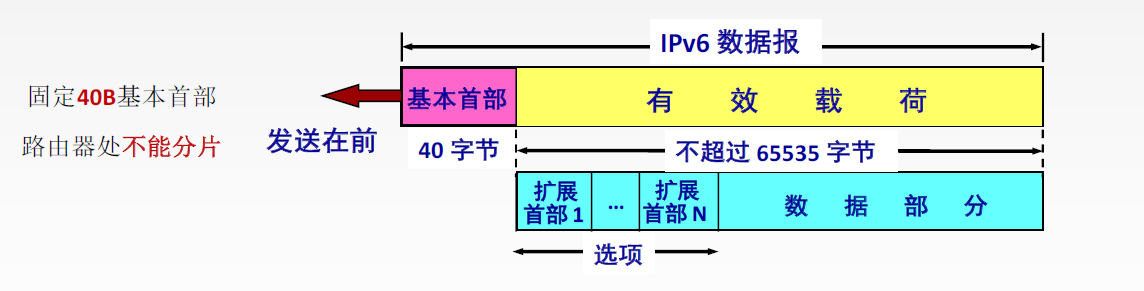 IPv6 数据报
固定40B基本首部
路由器处不能分片
发送在前
基本首部
有效载荷
40 字节
不超过 65535 字节
扩展
首部 1
...
扩展
首部 N
数据部分
选项